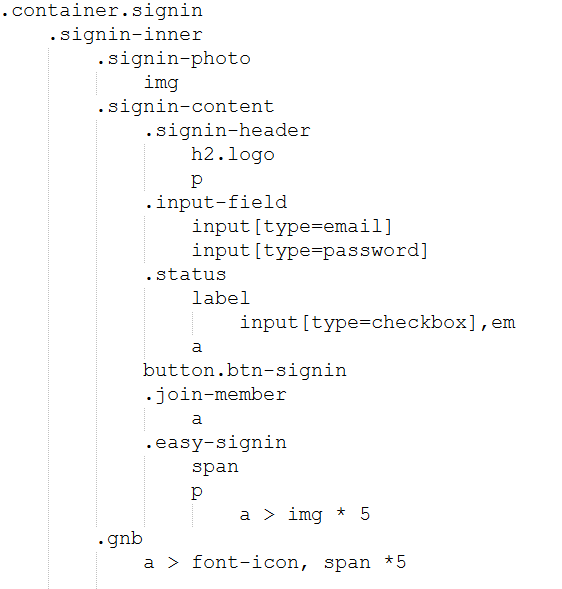 .container.signin
.signin-inner
.signin-photo
img
.signin-content
.signin-header
h2.logo
p
.input-field
input[type=email]
input[type=password]
.status
label
input[type=checkbox],em
a
button.btn-signin
.join-member
a
.easy-signin
span
p
a > img * 5
.gnb
a > font-icon, span *5